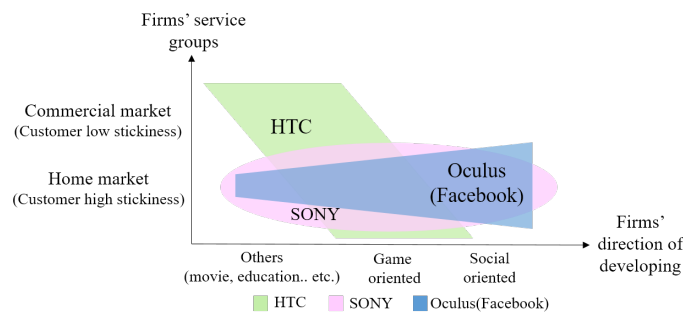 Firms' service
groups
Commercial market
(Customer low stickiness)
HTC
Home market
(Customer high stickiness)
Oculus
(Facebook)
SONY
Firms'
direction of
developing
Others
(movie, education.. etc.)
Game
oriented
Social
oriented
HTC
SONY
Oculus(Facebook)